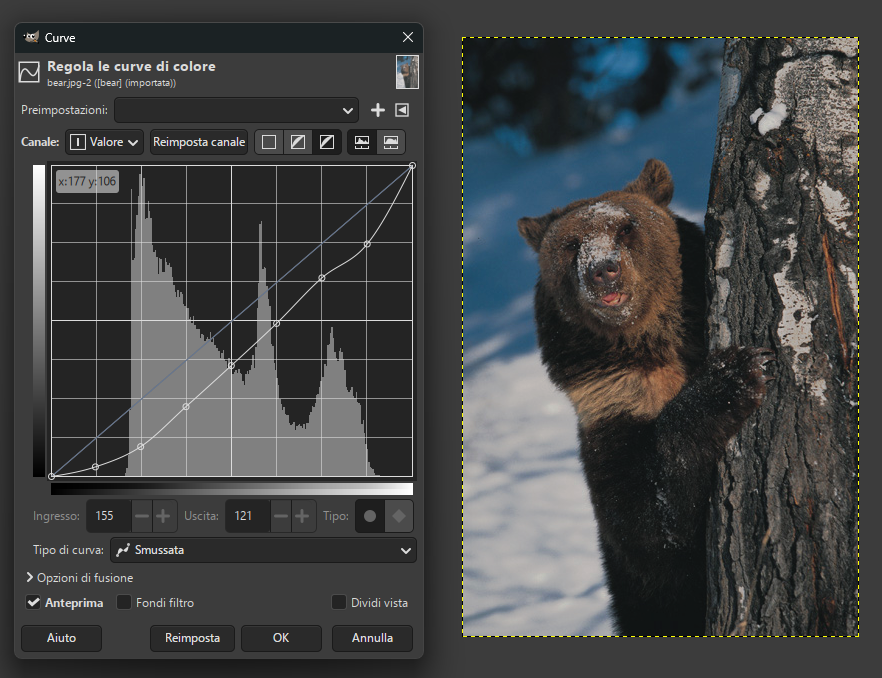 Curve
Regola le curve di colore
bear.jpg-2 ([bear] (importata))
Preimpostazioni:
Canale: Valore Reimposta canale
x:177 y:106
Ingresso: 155 Uscita: 121 Tipo:
Tipo di curva: Smussata
Opzioni di fusione
Anteprima Fondi filtro Dividi vista
Aiuto Reimposta OK Annulla